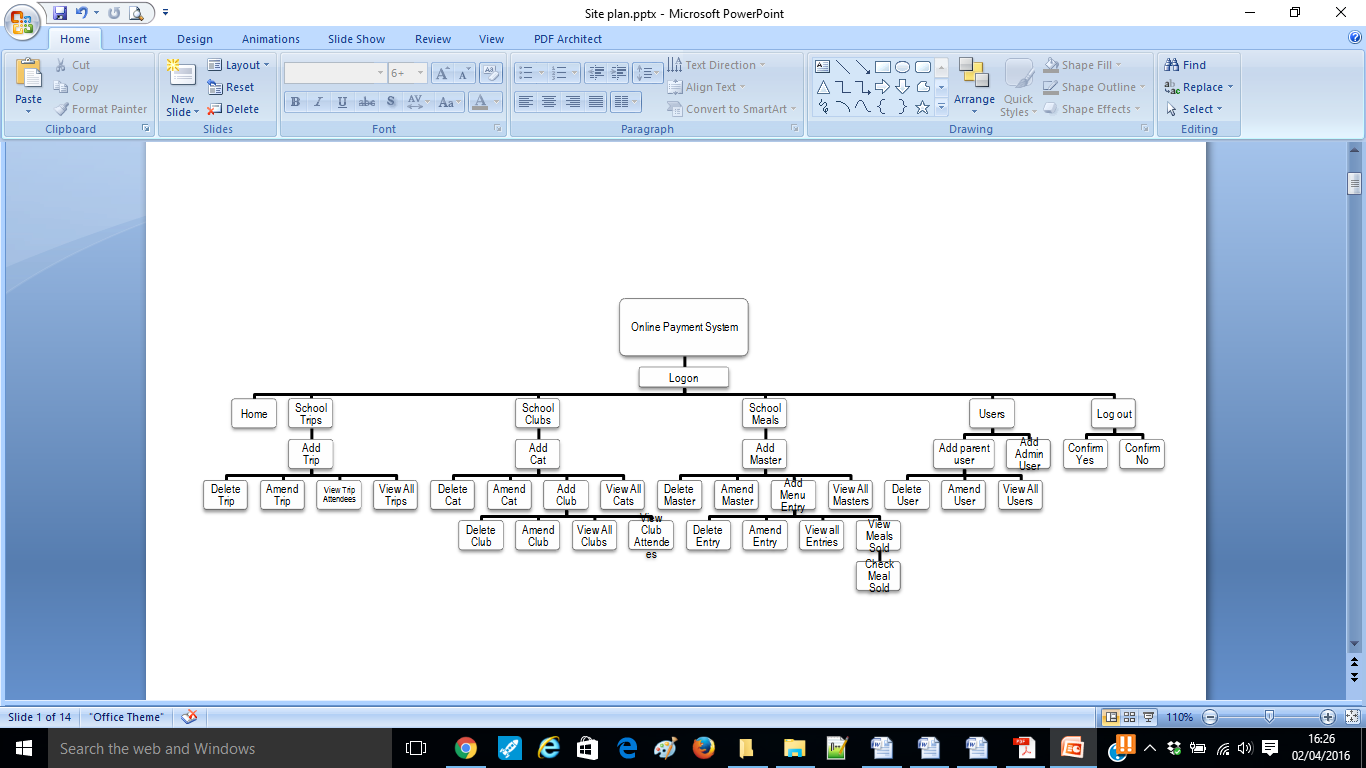 Site plan.pptx - Microsoft PowerPoint
Home Insert Design Animations Slide Show Review View PDF Architect
Paste
Cut
Copy
Format Painter
Clipboard
New
Slide
Layout
Reset
Delete
Slides
6+
B I U abc S AV Aa A
Font
Text Direction
Align Text
Convert to SmartArt
Paragraph
Arrange
Quick
Styles
Shape Fill
Shape Outline
Shape Effects
Drawing
Find
Replace
Select
Editing
Online Payment System
Logon
Home
School
Trips
School
Clubs
School
Meals
Users
Log out
Add
Trip
Add
Cat
Add
Master
Add parent
user
Add
Admin
User
Confirm
Yes
Confirm
No
Delete
Trip
Amend
Trip
View Trip
Attendees
View All
Trips
Delete
Cat
Amend
Cat
Add
Club
View All
Cats
Delete
Master
Amend
Master
Add
Menu
Entry
View All
Masters
Delete
User
Amend
User
View All
Users
Delete
Club
Amend
Club
View All
Clubs
View
Club
Attende
es
Delete
Entry
Amend
Entry
View all
Entries
View
Meals
Sold
Check
Meal
Sold
Slide 1 of 14 "Office Theme" 110%
Search the web and Windows
16:26
02/04/2016